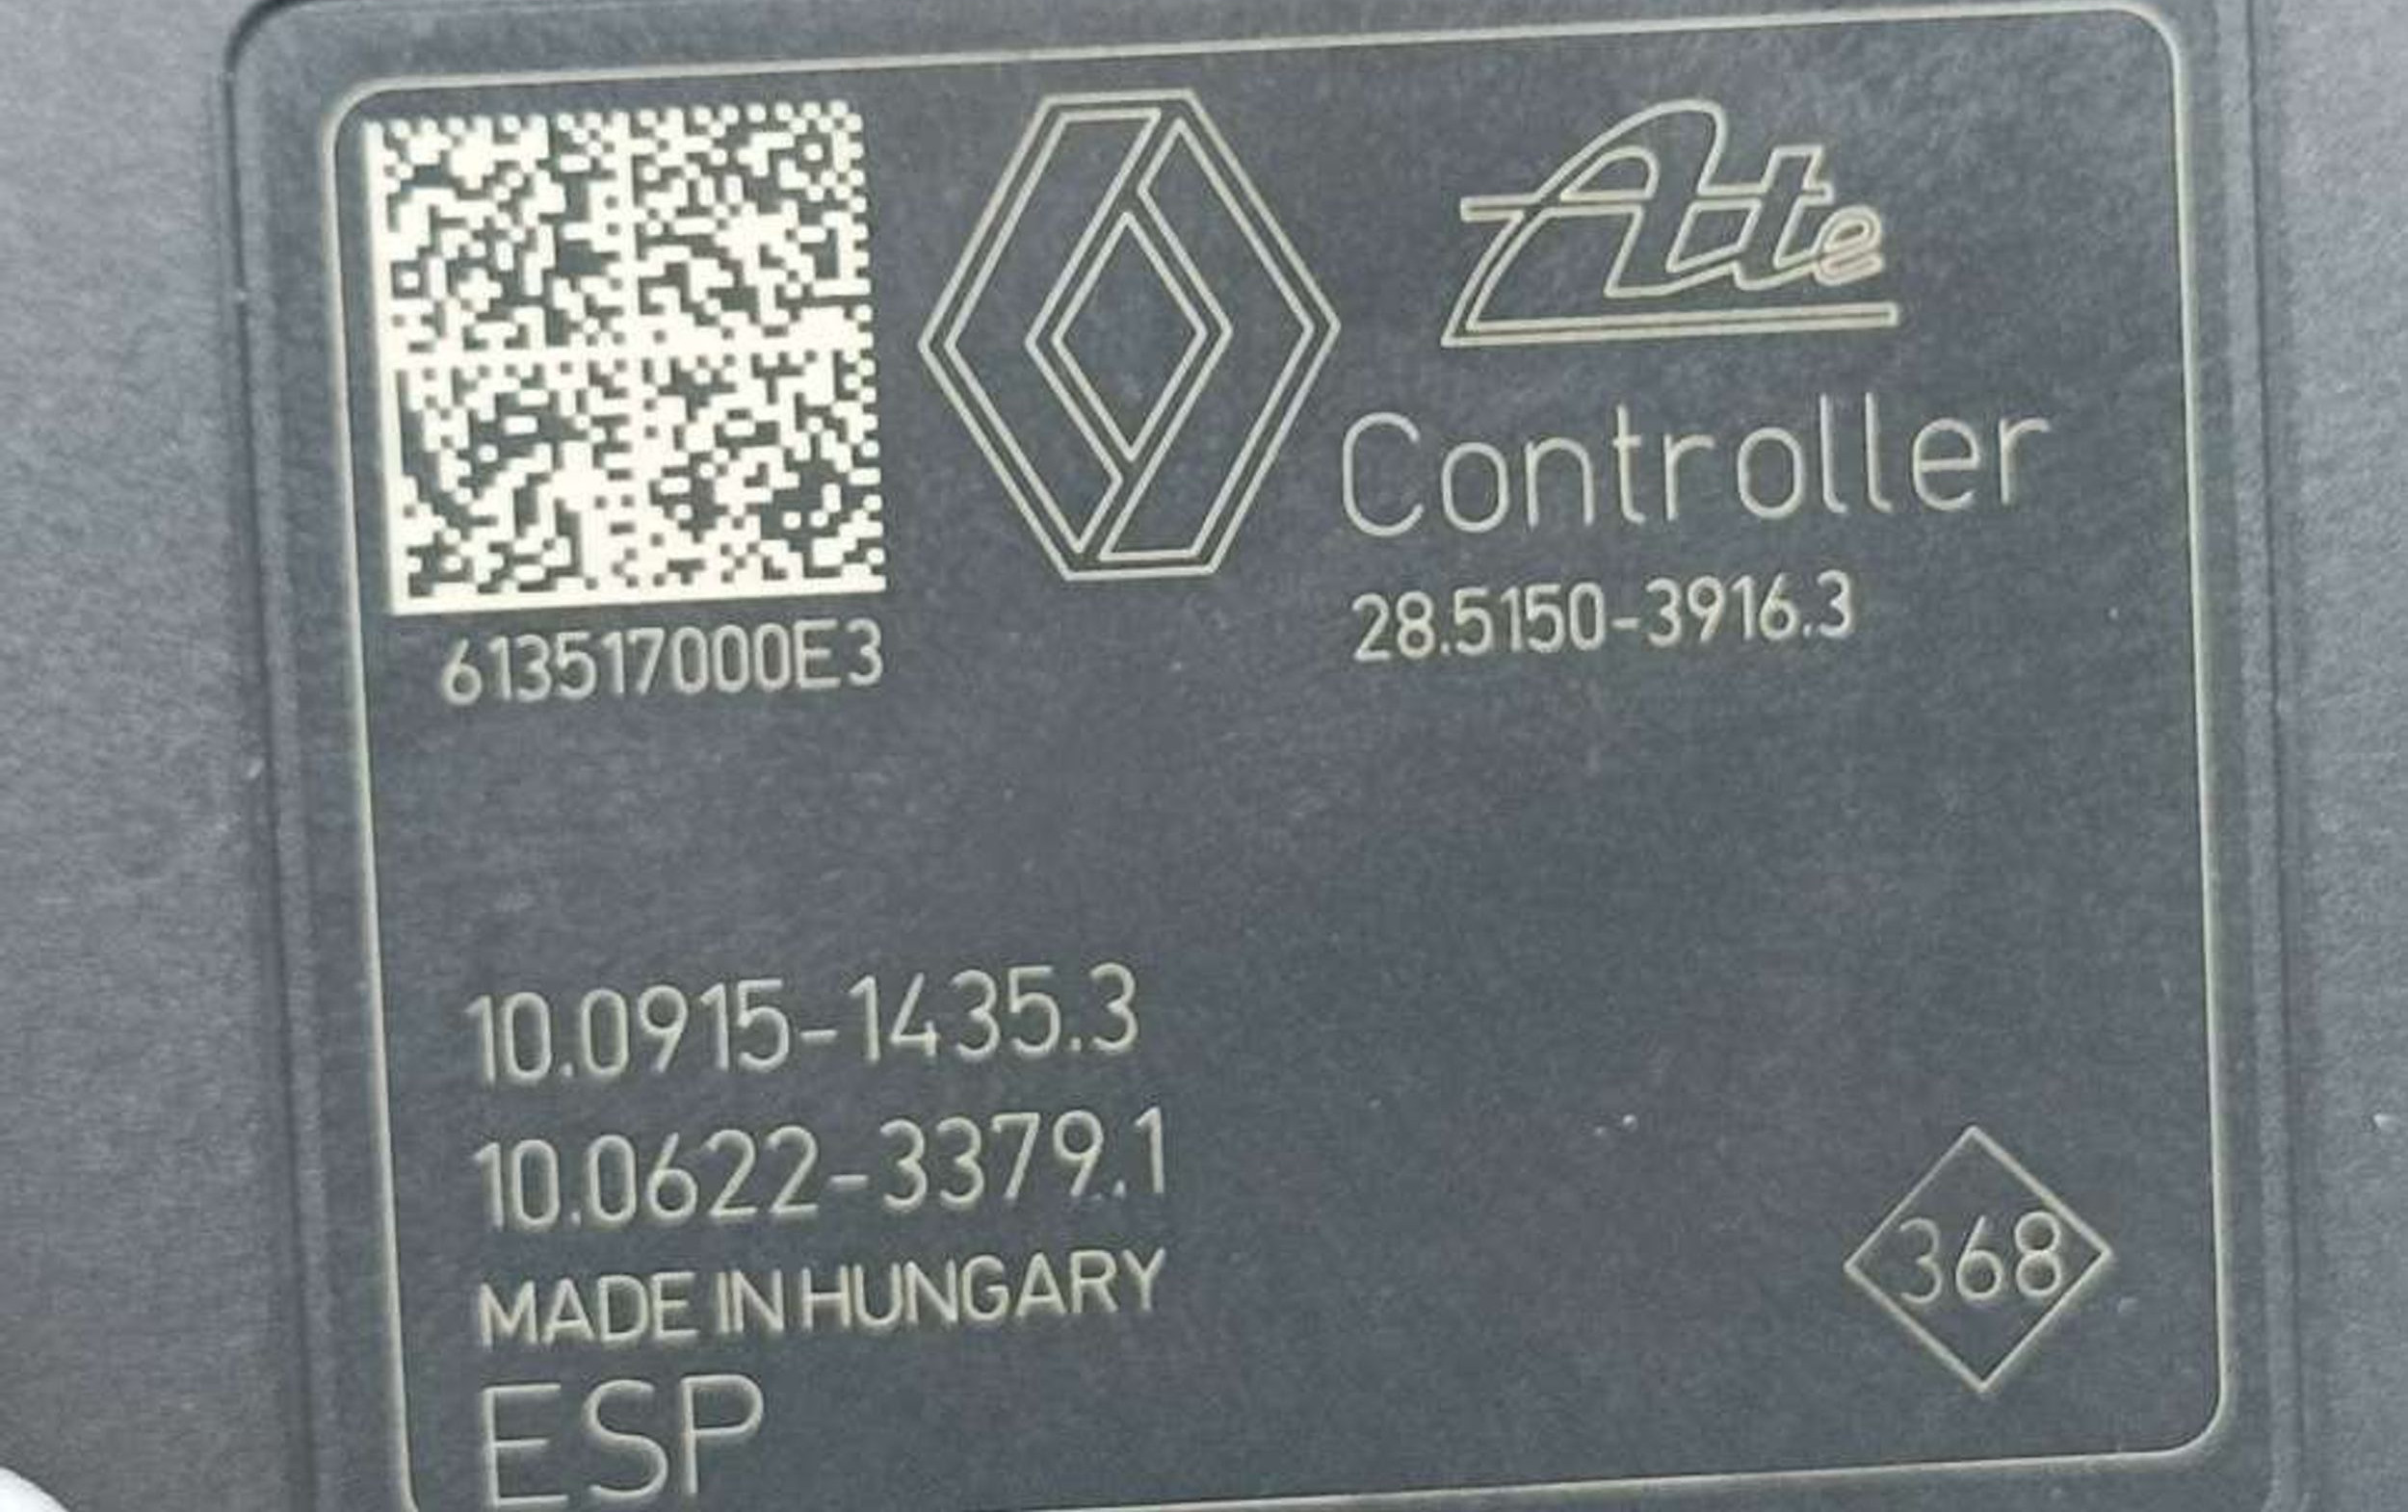 Ate
Controller
28.5150-3916.3
613517000E3
10.0915-1435.3
10.0622-3379.1
MADE IN HUNGARY
368
ESP